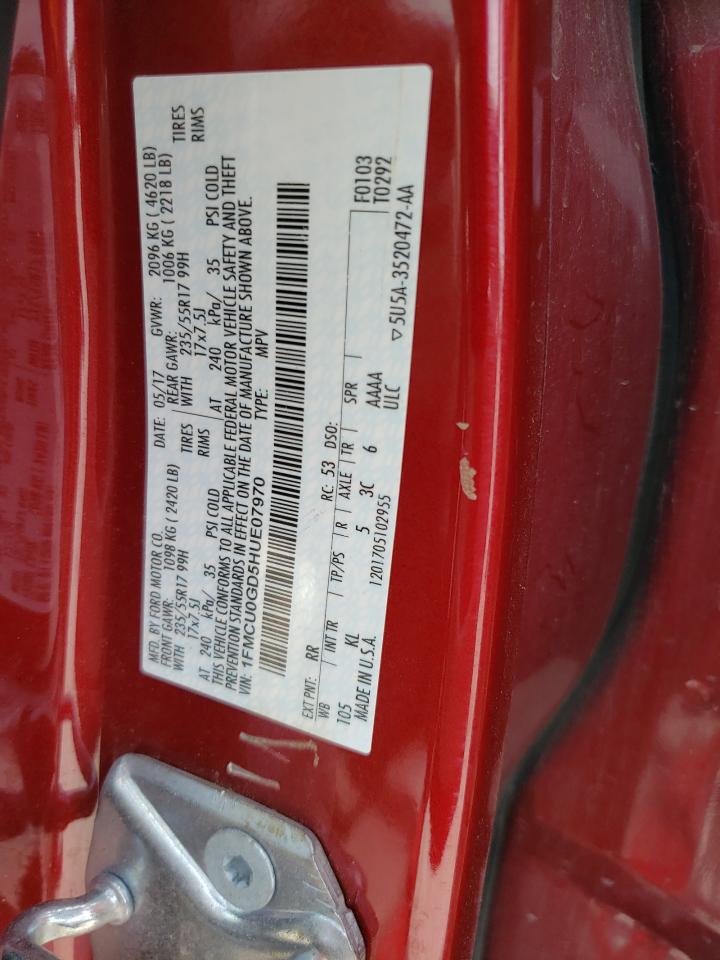 MFD. BY FORD MOTOR CO. DATE: 05/17 GVWR: 2096 KG ( 4620 LB)
FRONT GAWR: 1098 KG ( 2420 LB) REAR GAWR: 1006 KG ( 2218 LB)
WITH 235/55R17 99H TIRES WITH 235/55R17 99H TIRES
17x7.5J RIMS 17x7.5J RIMS
AT 240 kPa/ 35 PSI COLD AT 240 kPa/ 35 PSI COLD
THIS VEHICLE CONFORMS TO ALL APPLICABLE FEDERAL MOTOR VEHICLE SAFETY AND THEFT
PREVENTION STANDARDS IN EFFECT ON THE DATE OF MANUFACTURE SHOWN ABOVE.
VIN: 1FMCU0GD5HUE07970 TYPE: MPV
EXT PNT: RR RC: 53 DSO: F0103
WB INT TR TP/PS R AXLE TR SPR T0292
105 KL 5 3C 6 AAAA
MADE IN U.S.A. 1201705102955 ULC ▽5U5A-3520472-AA